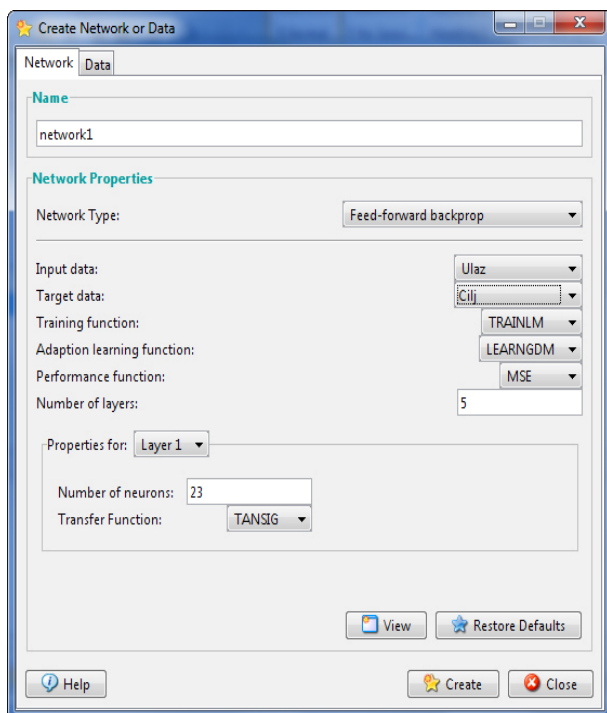 Create Network or Data
Network Data
Name
network1
Network Properties
Network Type: Feed-forward backprop
Input data: Ulaz
Target data: Cilj
Training function: TRAINLM
Adaption learning function: LEARNGDM
Performance function: MSE
Number of layers: 5
Properties for: Layer 1
Number of neurons: 23
Transfer Function: TANSIG
View Restore Defaults
Help Create Close